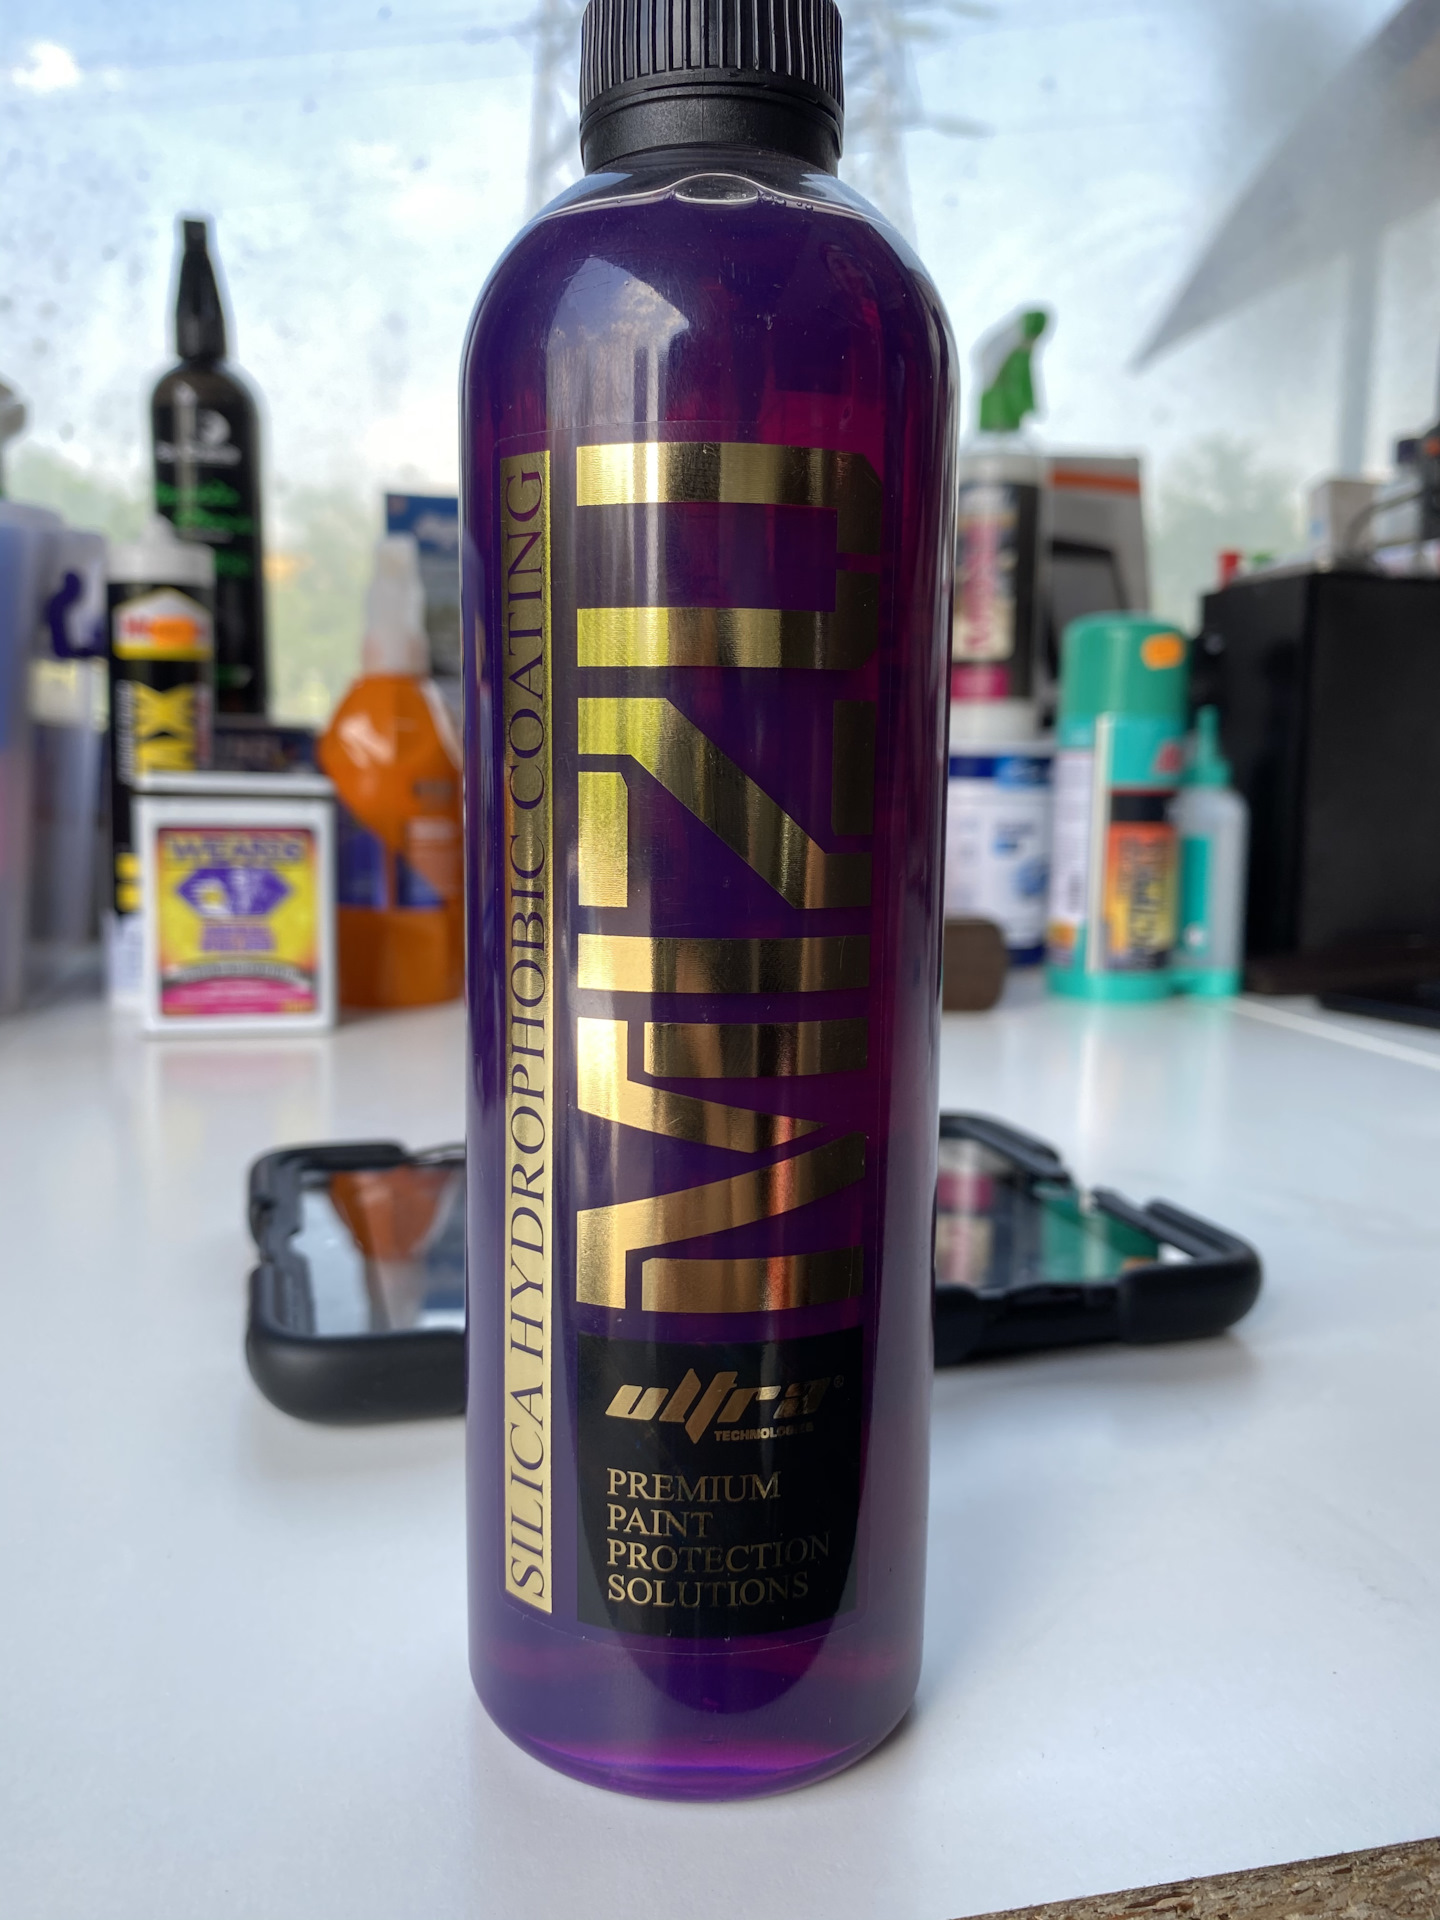 SILICA HYDROPHOBIC COATING
MIZU
ultra®
TECHNOLOGIES
PREMIUM
PAINT
PROTECTION
SOLUTIONS